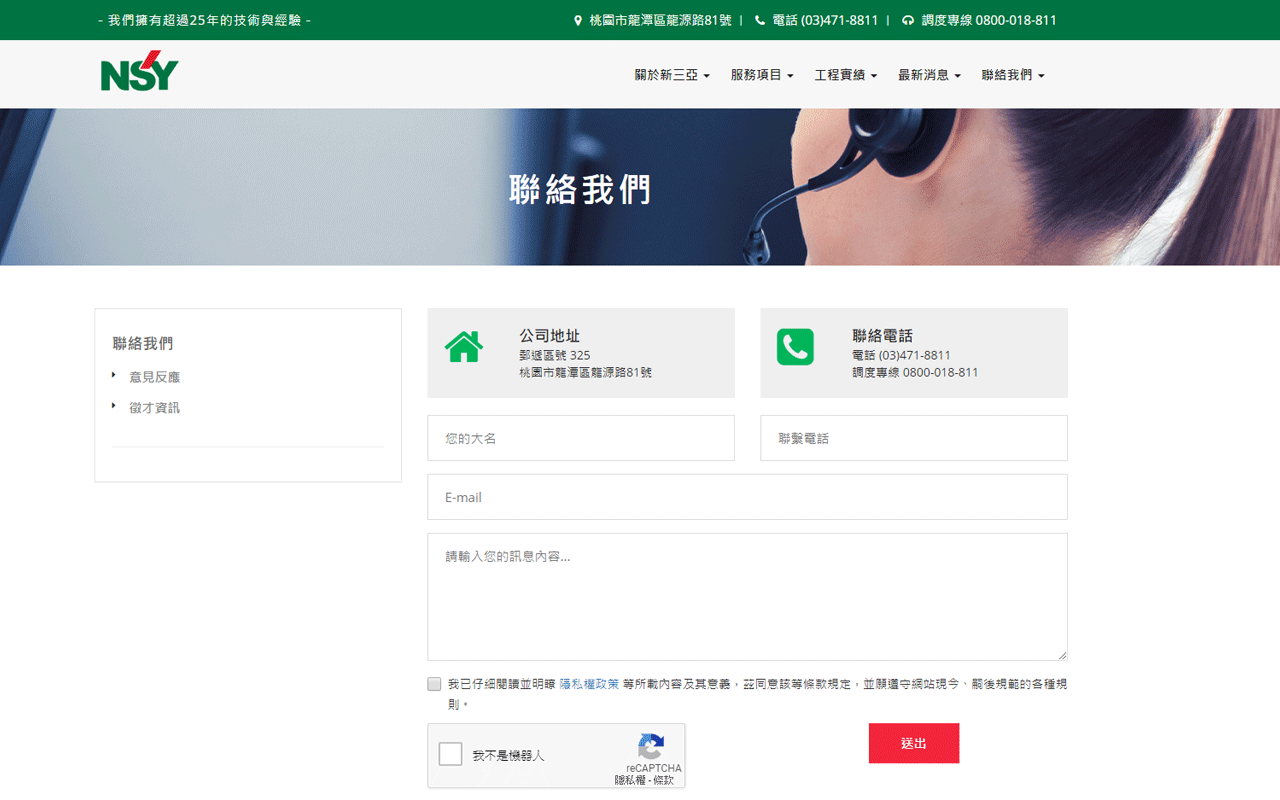 - 我們擁有超過25年的技術與經驗 -
桃園市龍潭區龍源路81號 | 電話 (03)471-8811 | 調度專線 0800-018-811
NSY
關於新三亞 服務項目 工程實績 最新消息 聯絡我們
聯絡我們
聯絡我們
意見反應
徵才資訊
公司地址
郵遞區號 325
桃園市龍潭區龍源路81號
聯絡電話
電話 (03)471-8811
調度專線 0800-018-811
您的大名
聯繫電話
E-mail
請輸入您的訊息內容...
我已仔細閱讀並明瞭 隱私權政策 等所載內容及其意義，茲同意該等條款規定，並願遵守網站現今、嗣後規範的各種規
則。
我不是機器人
reCAPTCHA
隱私權 - 條款
送出